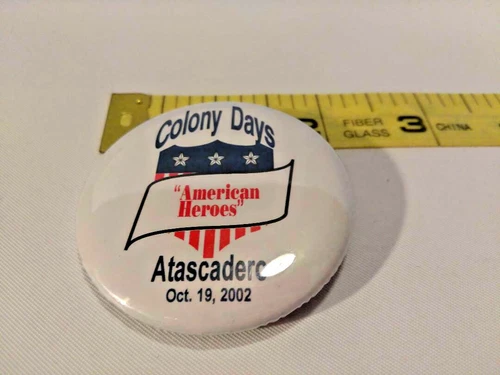 Colony Days
"American
Heroes"
Atascadero
Oct. 19, 2002
2
FIBER
GLASS
3
CHINA